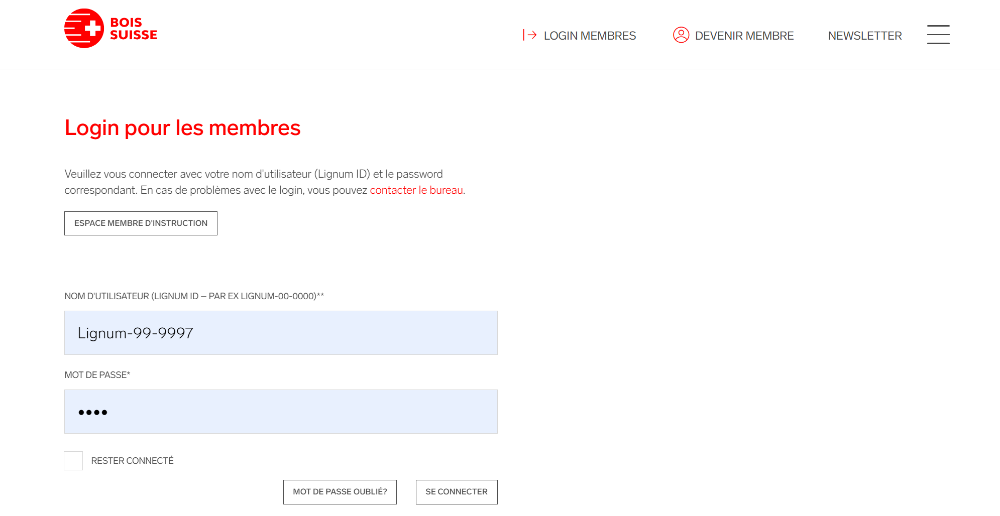 BOIS
SUISSE
LOGIN MEMBRES
DEVENIR MEMBRE
NEWSLETTER
Login pour les membres
Veuillez vous connecter avec votre nom d'utilisateur (Lignum ID) et le password
correspondant. En cas de problèmes avec le login, vous pouvez contacter le bureau.
ESPACE MEMBRE D'INSTRUCTION
NOM D'UTILISATEUR (LIGNUM ID – PAR EX LIGNUM-00-0000)**
Lignum-99-9997
MOT DE PASSE*
••••
RESTER CONNECTÉ
MOT DE PASSE OUBLIÉ?
SE CONNECTER